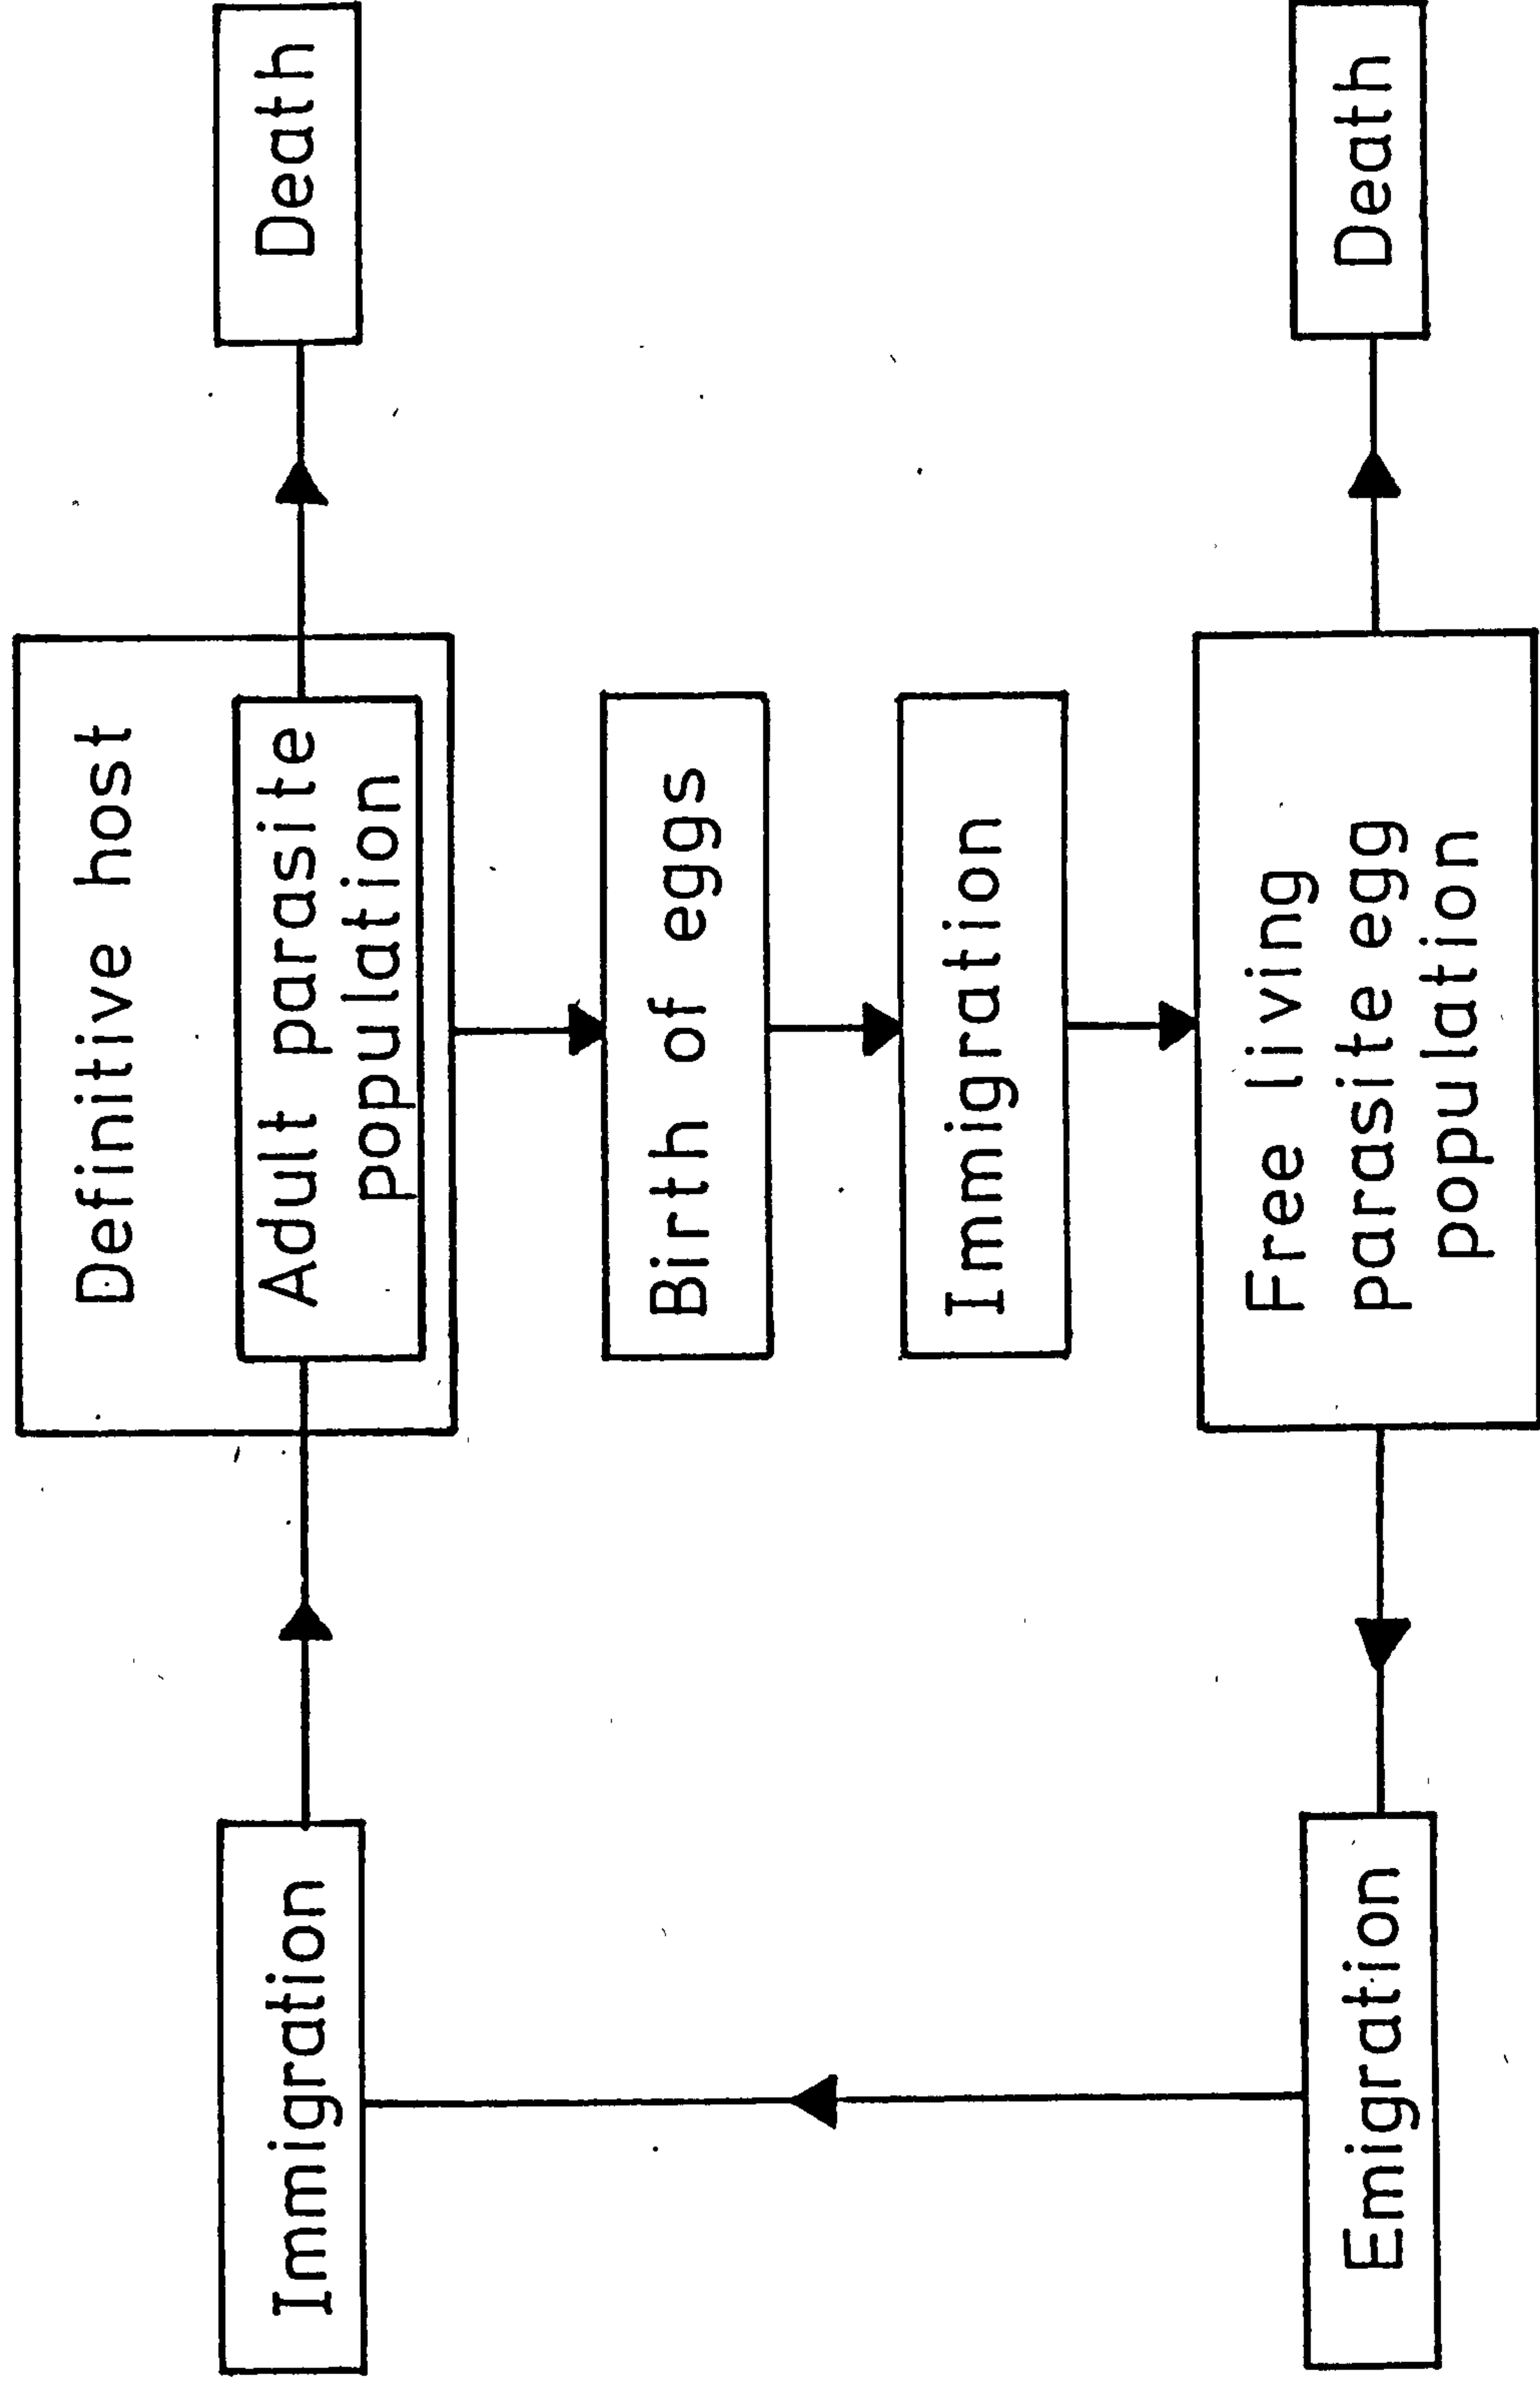 Definitive host
Immigration
Adult parasite
population
Death
Birth of eggs
Immigration
Emigration
Free living
parasite egg
population
Death